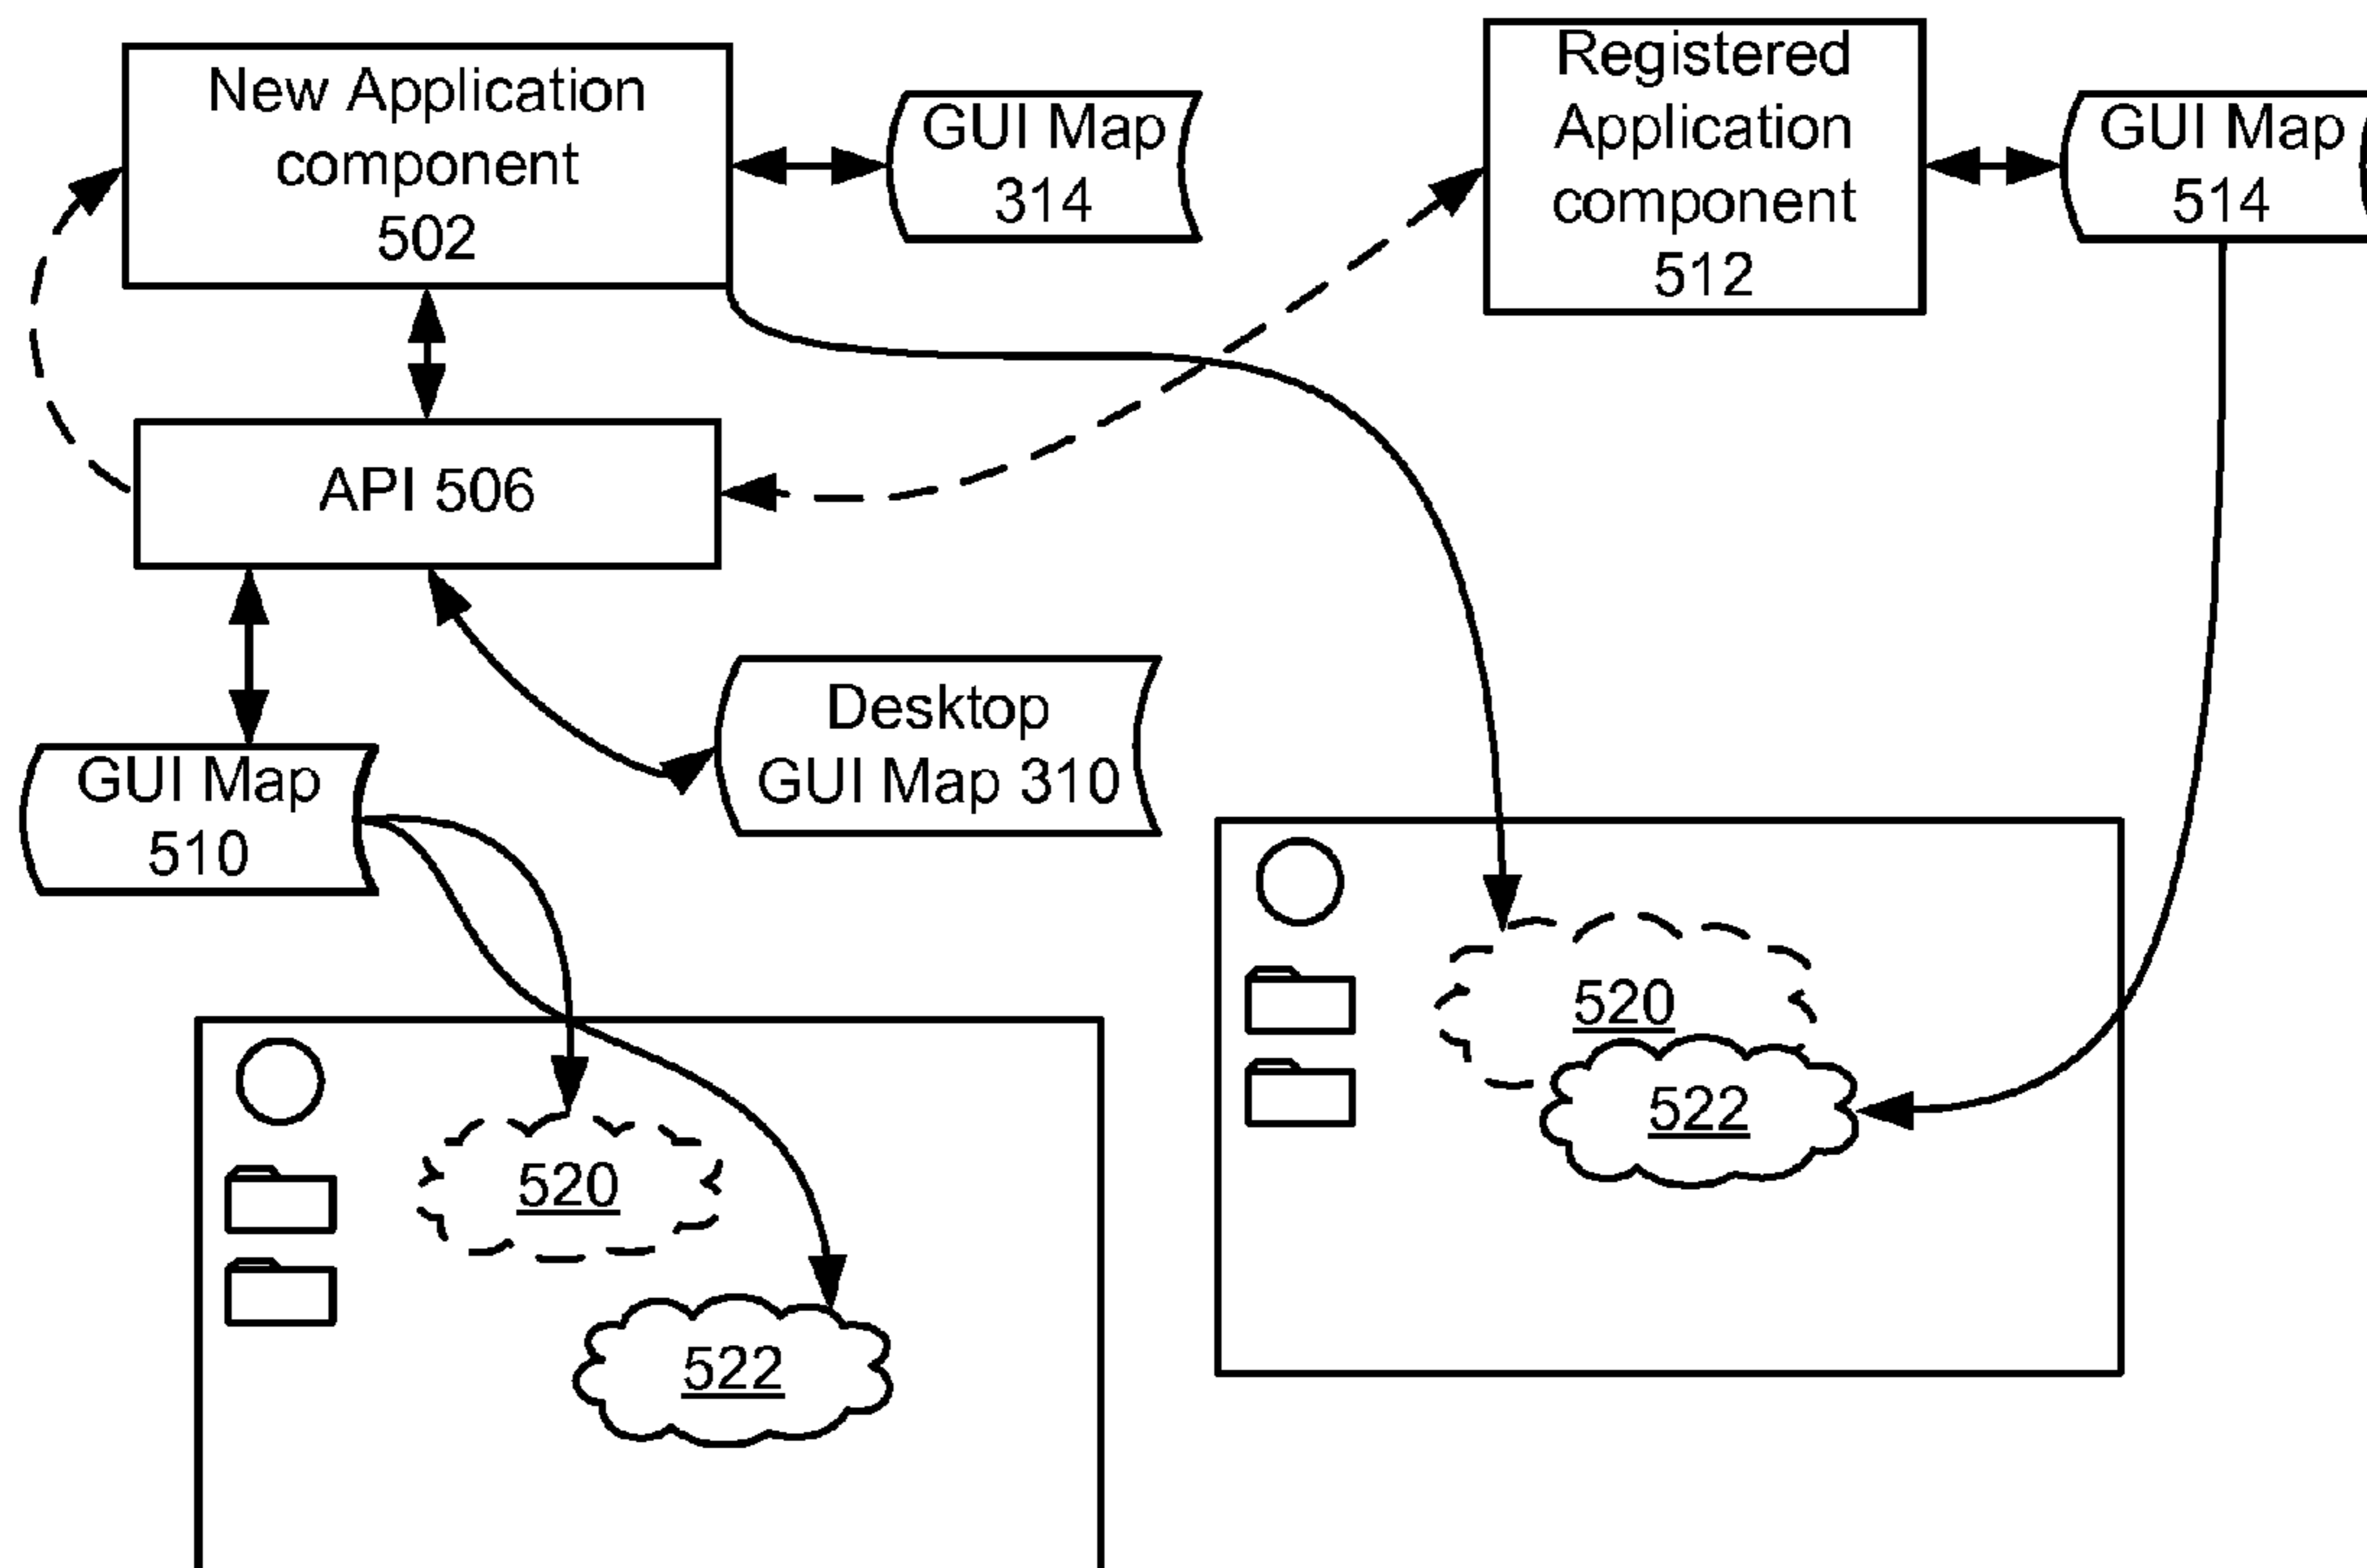 New Application
component
502
GUI Map
314
Registered
Application
component
512
GUI Map
514
API 506
Desktop
GUI Map 310
GUI Map
510
520
522
520
522